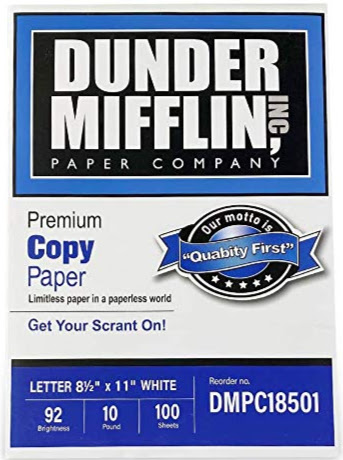 DUNDER
MIFFLIN, INC
PAPER COMPANY
Premium
Copy
Paper
Limitless paper in a paperless world
Get Your Scrant On!
Our motto is
"Quabity First"
LETTER 8½" x 11" WHITE
92
Brightness
10
Pound
100
Sheets
Reorder no.
DMPC18501